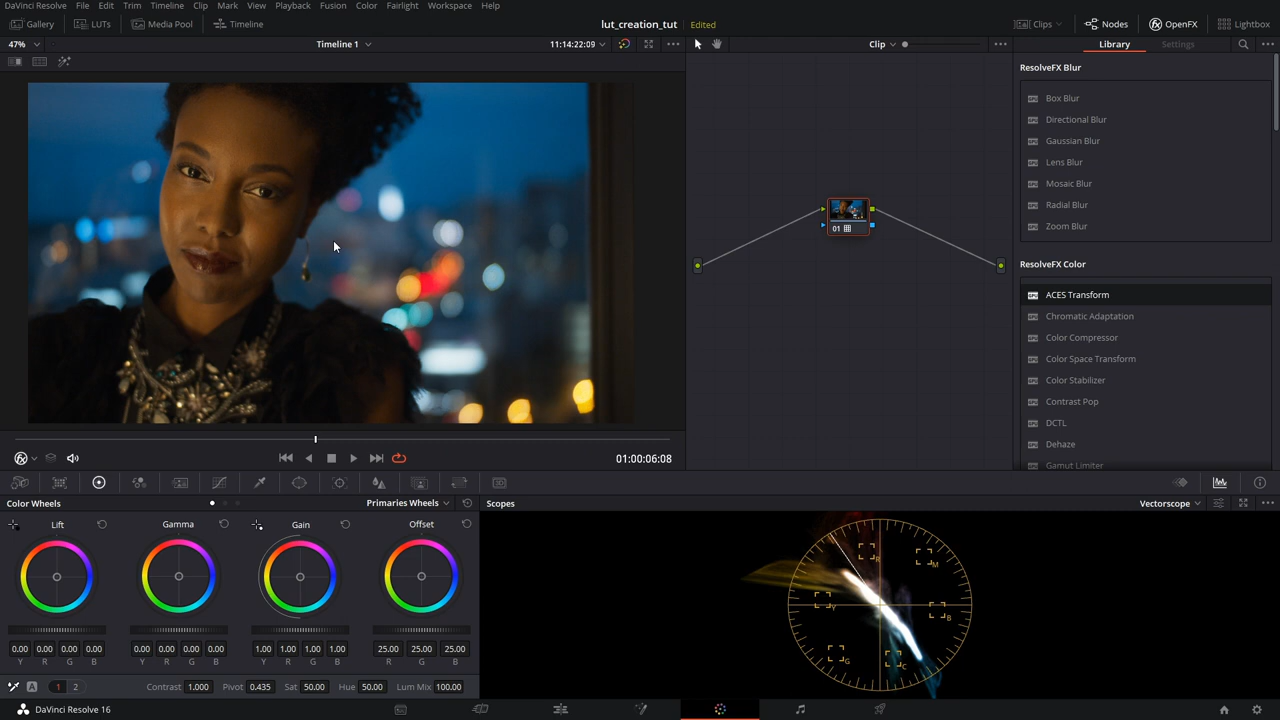 DaVinci Resolve File Edit Trim Timeline Clip Mark View Playback Fusion Color Fairlight Workspace Help
Gallery LUTs Media Pool Timeline lut_creation_tut Edited Clips Nodes OpenFX Lightbox
47% Timeline 1 11:14:22:09 Clip Library Settings
ResolveFX Blur
Box Blur
Directional Blur
Gaussian Blur
Lens Blur
Mosaic Blur
Radial Blur
Zoom Blur
01
ResolveFX Color
ACES Transform
Chromatic Adaptation
Color Compressor
Color Space Transform
Color Stabilizer
Contrast Pop
DCTL
Dehaze
Gamut Limiter
01:00:06:08
Color Wheels Primaries Wheels Scopes Vectorscope
Lift Gamma Gain Offset
R M Y B G C
0.00 0.00 0.00 0.00 0.00 0.00 0.00 0.00 1.00 1.00 1.00 1.00 25.00 25.00 25.00
Y R G B Y R G B Y R G B R G B
A 1 2 Contrast 1.000 Pivot 0.435 Sat 50.00 Hue 50.00 Lum Mix 100.00
DaVinci Resolve 16